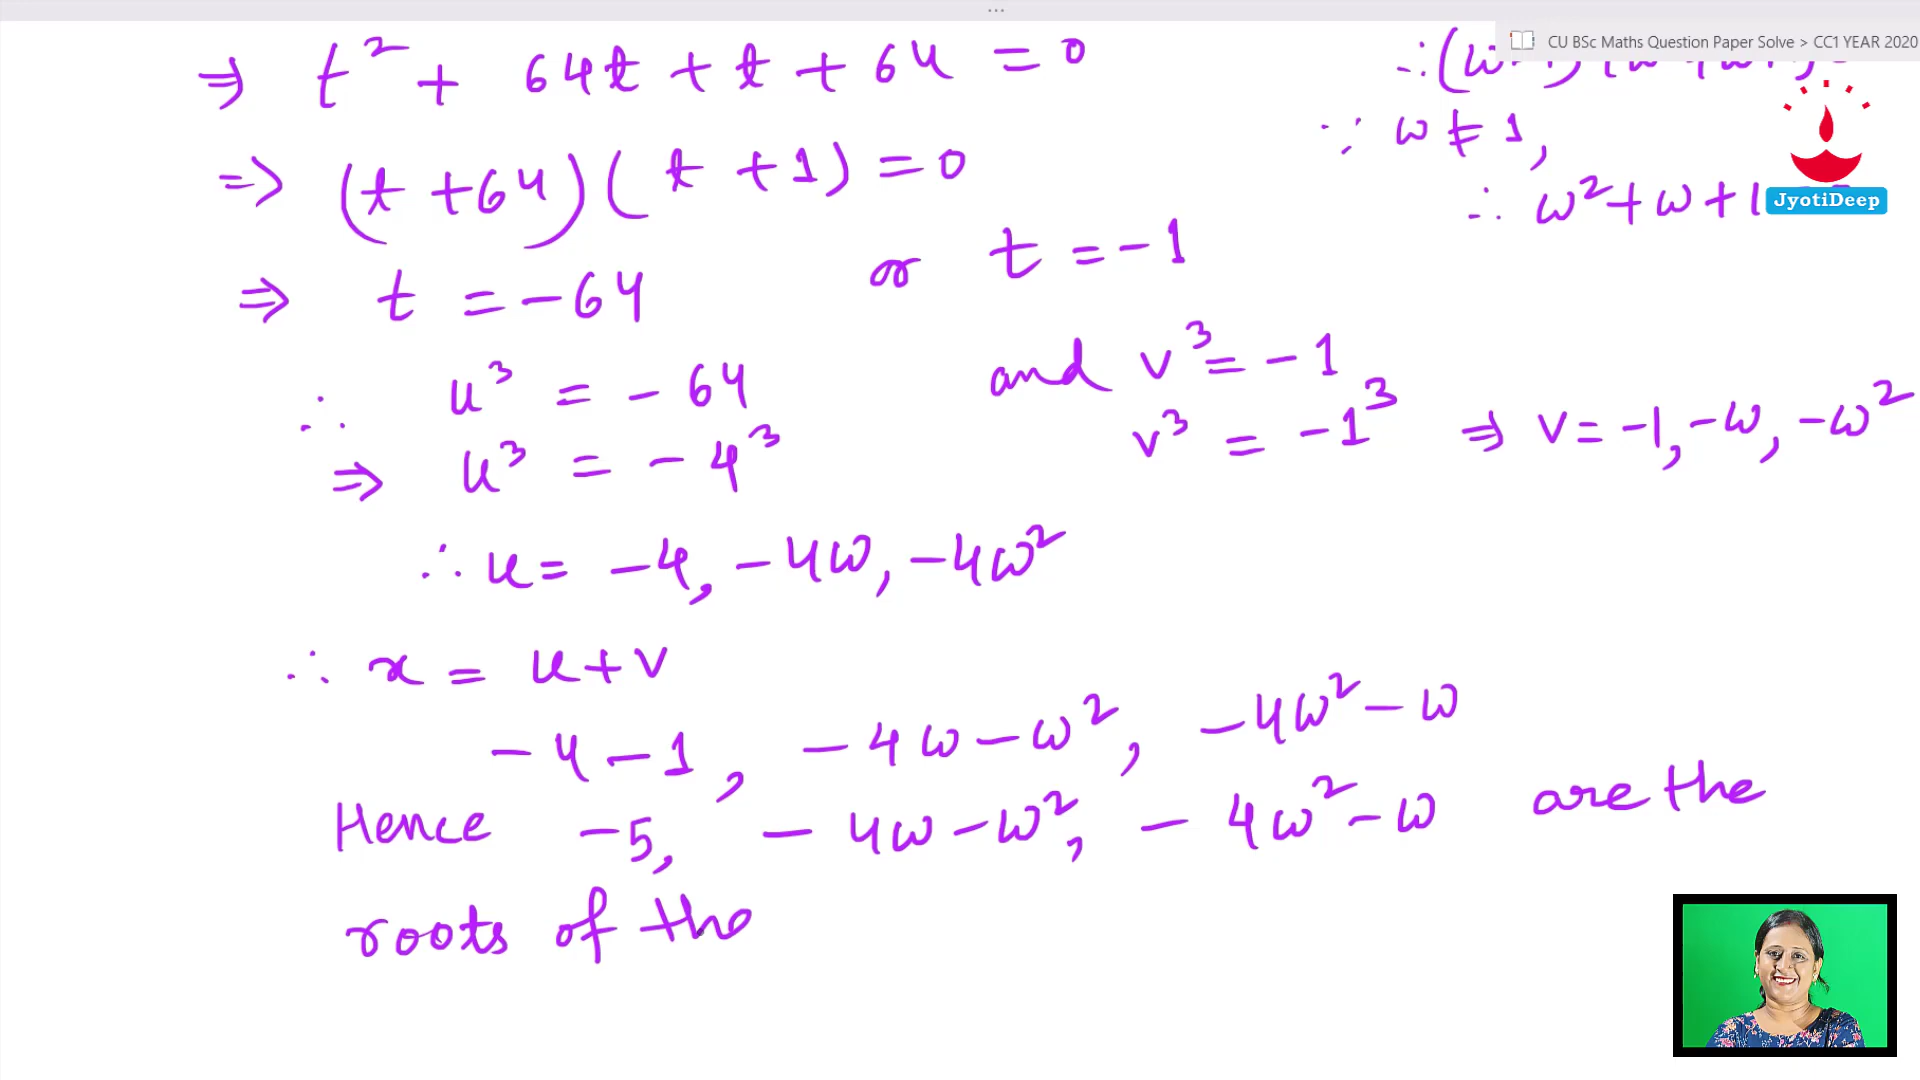 ...
CU BSc Maths Question Paper Solve > CC1 YEAR 2020
⇒ t² + 64t + t + 64 = 0
∵ ω ≠ 1,
⇒ (t + 64)(t + 1) = 0
∴ ω² + ω + 1
JyotiDeep
⇒ t = -64 or t = -1
∴ u³ = - 64 and v³ = - 1
⇒ u³ = - 4³ v³ = - 1³ ⇒ v = -1, -ω, -ω²
∴ u = -4, -4ω, -4ω²
∴ x = u + v
-4 - 1, -4ω - ω², -4ω² - ω
Hence -5, -4ω - ω², -4ω² - ω are the
roots of the